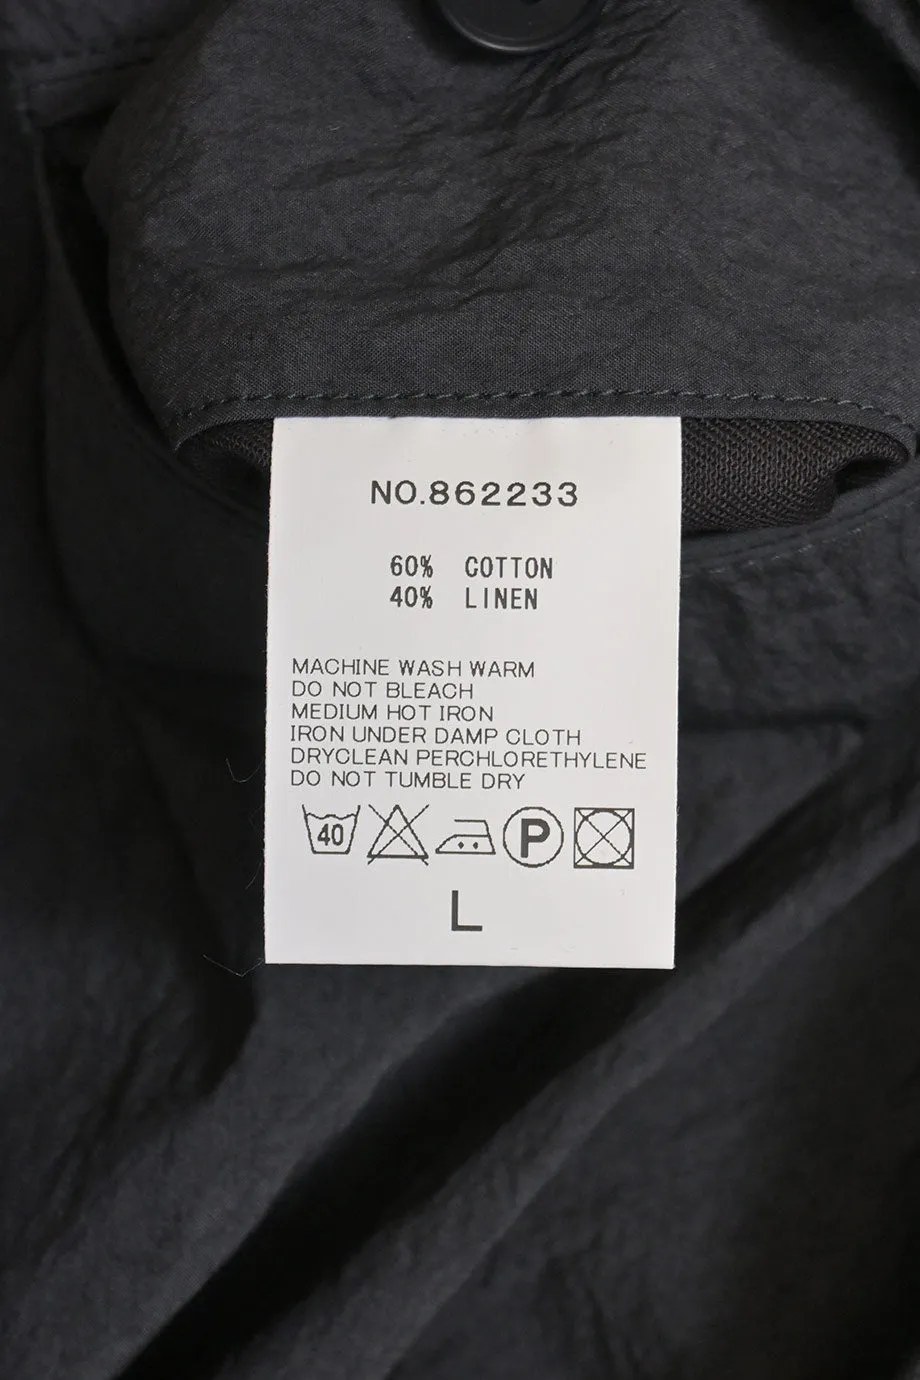 NO.862233
60% COTTON
40% LINEN
MACHINE WASH WARM
DO NOT BLEACH
MEDIUM HOT IRON
IRON UNDER DAMP CLOTH
DRYCLEAN PERCHLORETHYLENE
DO NOT TUMBLE DRY
40 P
L